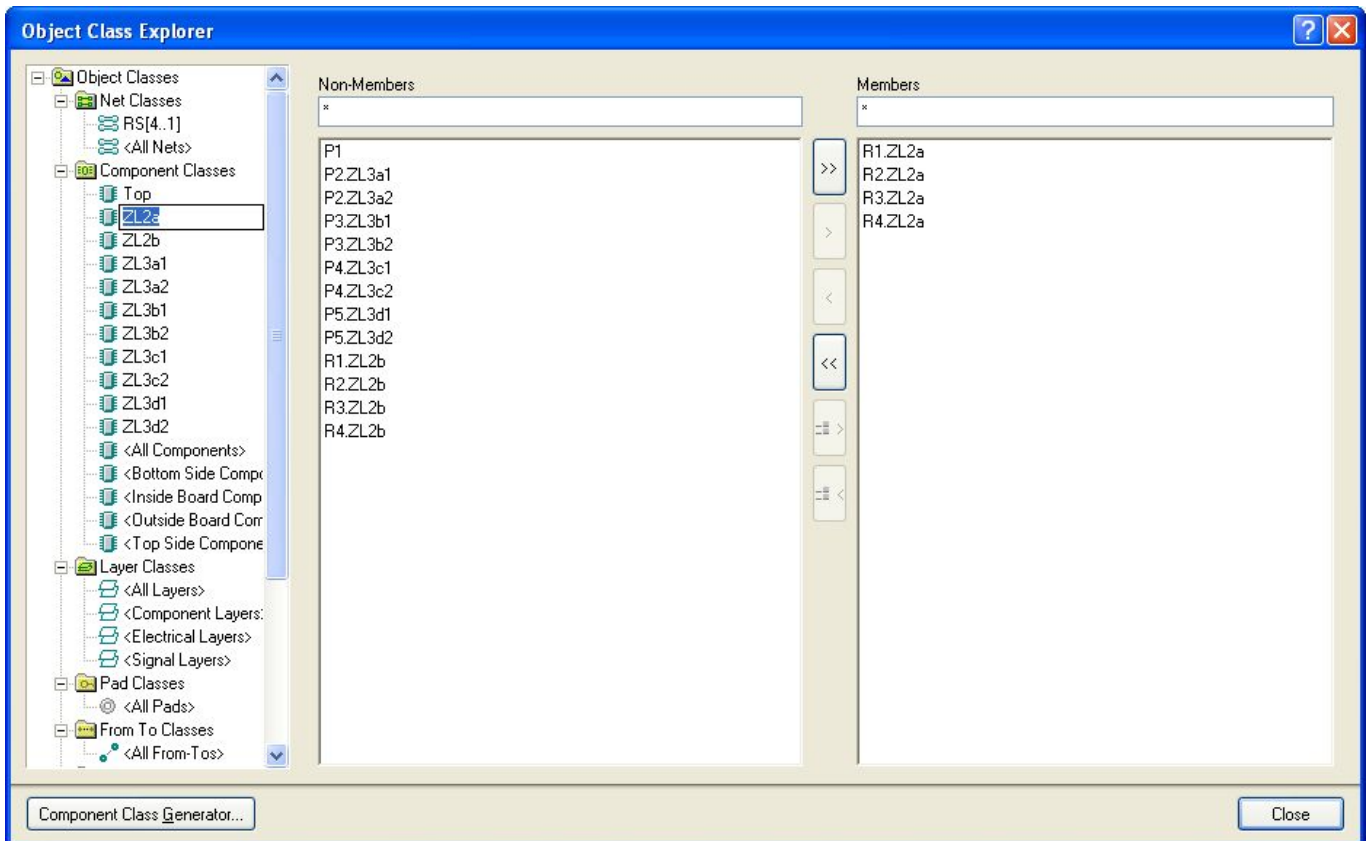 Object Class Explorer
Object Classes
Net Classes
RS[4..1]
<All Nets>
Component Classes
Top
ZL2a
ZL2b
ZL3a1
ZL3a2
ZL3b1
ZL3b2
ZL3c1
ZL3c2
ZL3d1
ZL3d2
<All Components>
<Bottom Side Compo
<Inside Board Comp
<Outside Board Com
<Top Side Compone
Layer Classes
<All Layers>
<Component Layers>
<Electrical Layers>
<Signal Layers>
Pad Classes
<All Pads>
From To Classes
<All From-Tos>
Non-Members
*
P1
P2.ZL3a1
P2.ZL3a2
P3.ZL3b1
P3.ZL3b2
P4.ZL3c1
P4.ZL3c2
P5.ZL3d1
P5.ZL3d2
R1.ZL2b
R2.ZL2b
R3.ZL2b
R4.ZL2b
>>
>
<
<<
>
<
Members
*
R1.ZL2a
R2.ZL2a
R3.ZL2a
R4.ZL2a
Component Class Generator...
Close